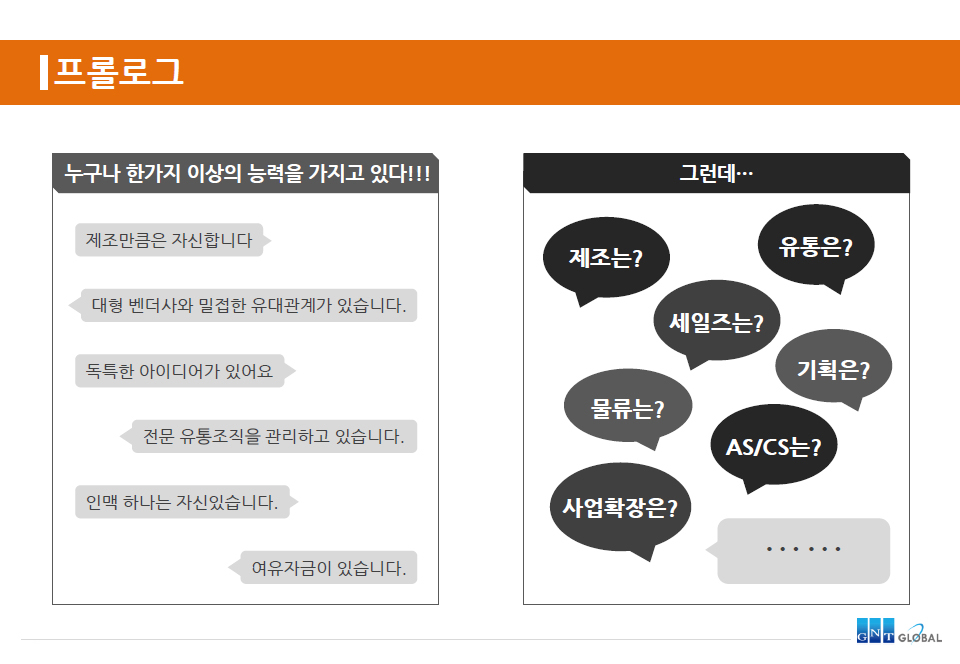 프롤로그
누구나 한가지 이상의 능력을 가지고 있다!!!
제조만큼은 자신합니다
대형 벤더사와 밀접한 유대관계가 있습니다.
독특한 아이디어가 있어요
전문 유통조직을 관리하고 있습니다.
인맥 하나는 자신있습니다.
여유자금이 있습니다.
그런데…
제조는?
유통은?
세일즈는?
기획은?
물류는?
AS/CS는?
사업확장은?
······
GNT GLOBAL